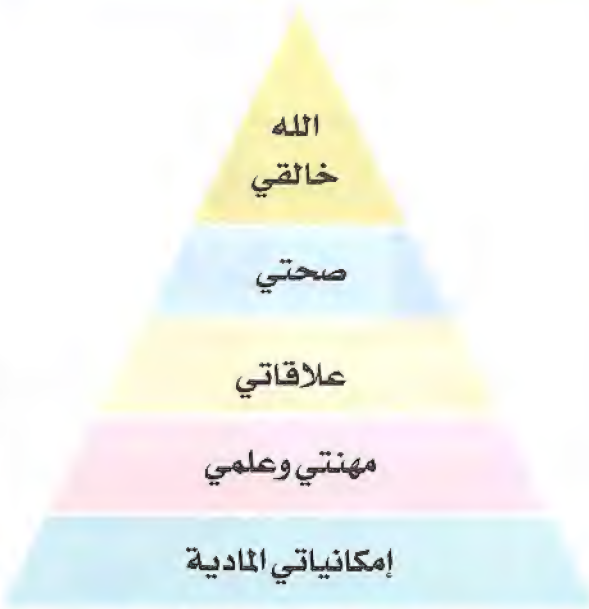 الله
خالقي
صحتي
علاقاتي
مهنتي وعلمي
إمكانياتي المادية